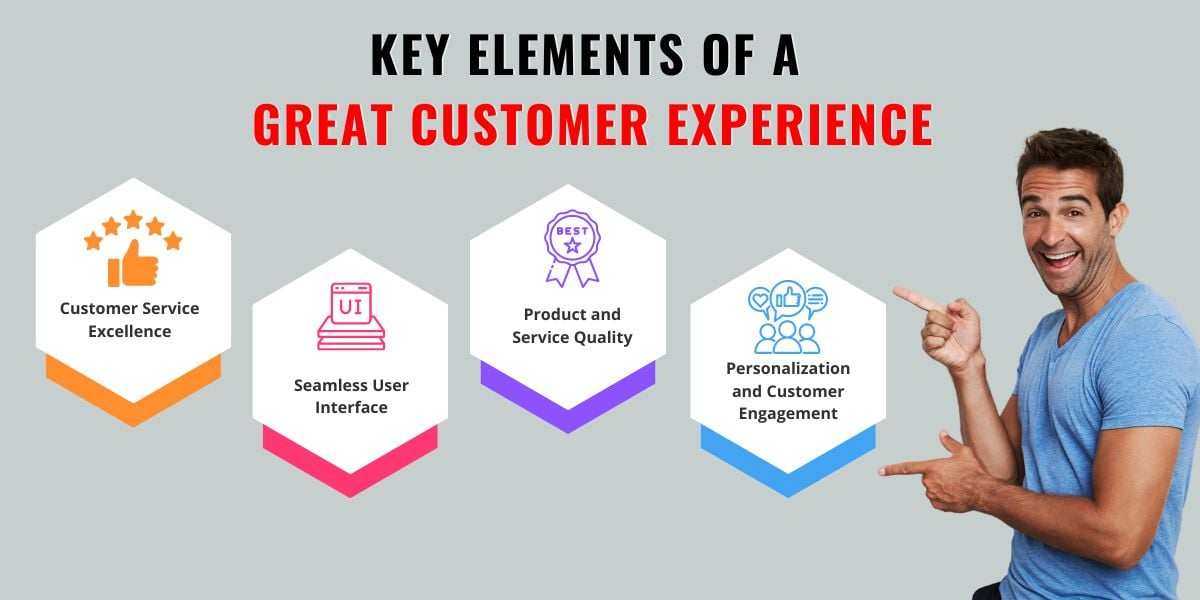 KEY ELEMENTS OF A
GREAT CUSTOMER EXPERIENCE
Customer Service
Excellence
UI
Seamless User
Interface
BEST
Product and
Service Quality
Personalization
and Customer
Engagement